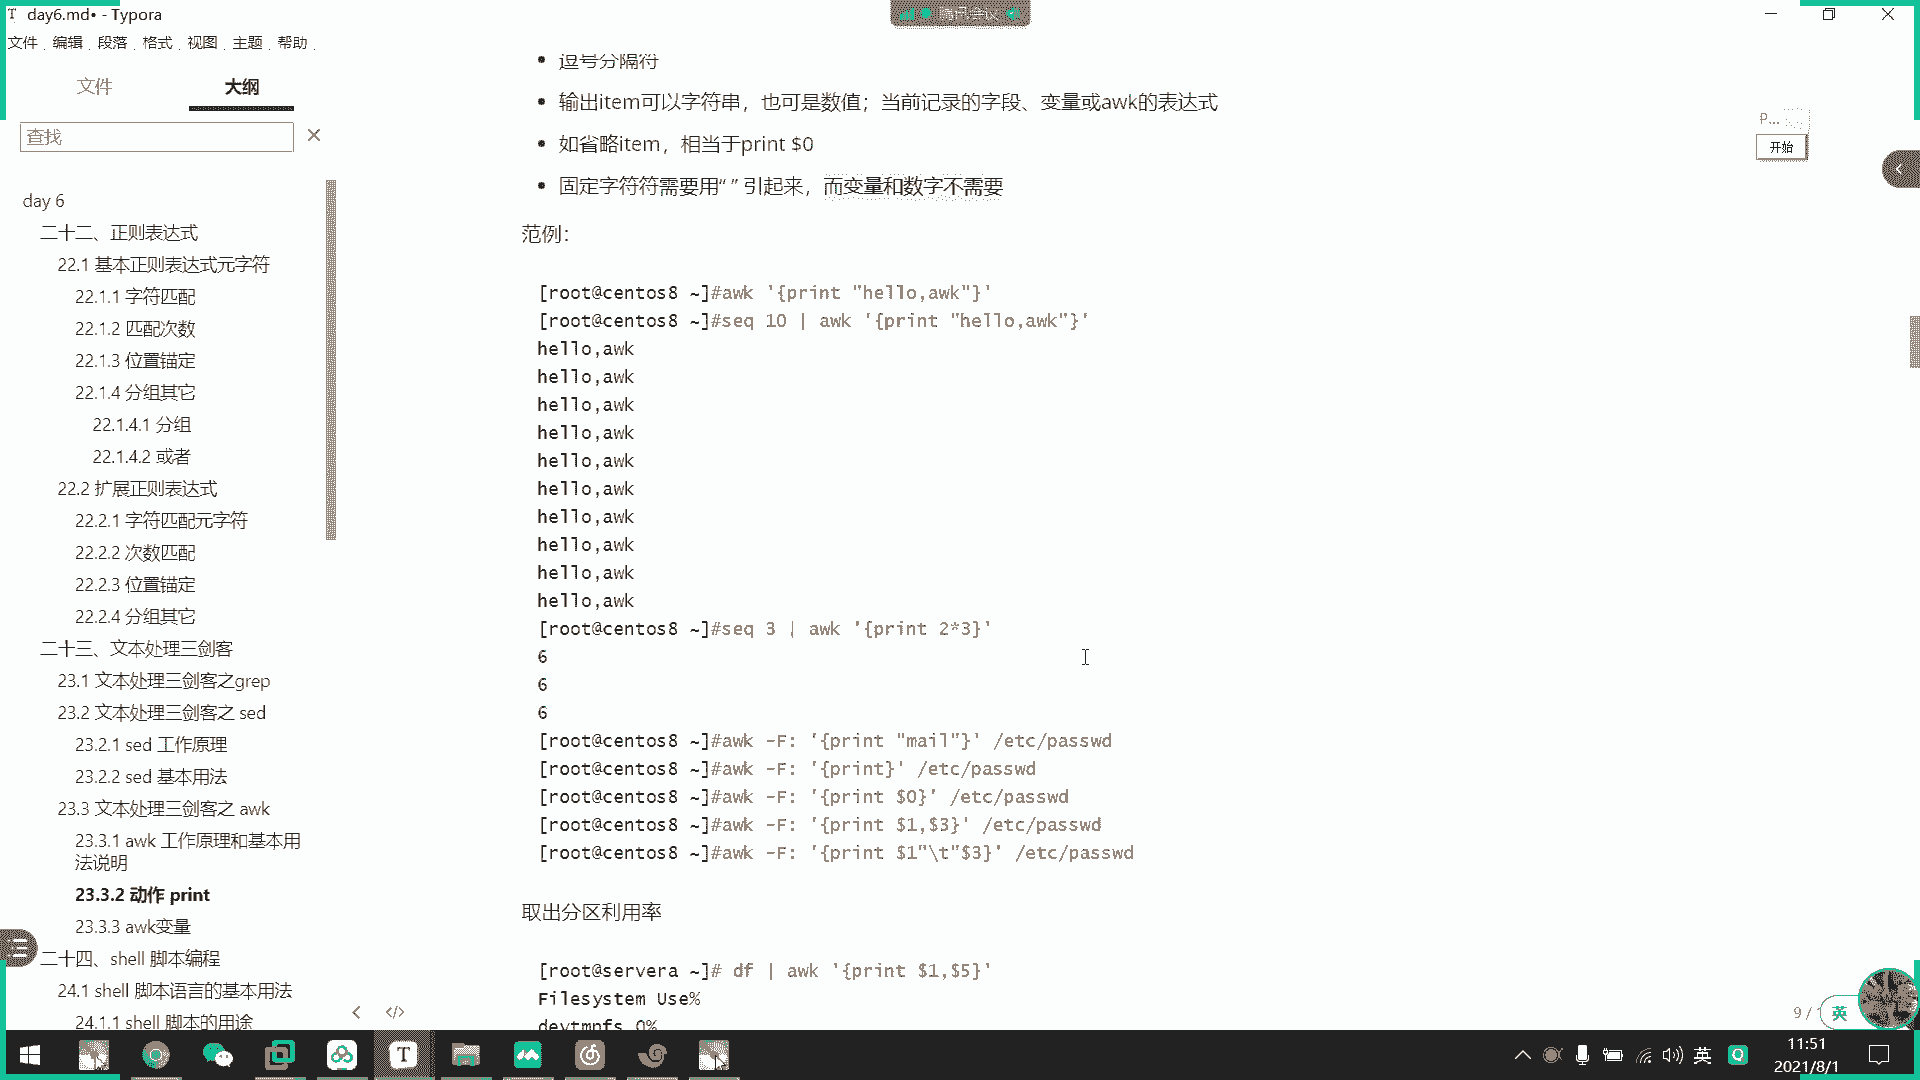 T day6.md• - Typora
腾讯会议
文件 编辑 段落 格式 视图 主题 帮助
文件 大纲
查找
day 6
二十二、正则表达式
22.1 基本正则表达式元字符
22.1.1 字符匹配
22.1.2 匹配次数
22.1.3 位置锚定
22.1.4 分组其它
22.1.4.1 分组
22.1.4.2 或者
22.2 扩展正则表达式
22.2.1 字符匹配元字符
22.2.2 次数匹配
22.2.3 位置锚定
22.2.4 分组其它
二十三、文本处理三剑客
23.1 文本处理三剑客之grep
23.2 文本处理三剑客之 sed
23.2.1 sed 工作原理
23.2.2 sed 基本用法
23.3 文本处理三剑客之 awk
23.3.1 awk 工作原理和基本用
法说明
23.3.2 动作 print
23.3.3 awk变量
二十四、shell 脚本编程
24.1 shell 脚本语言的基本用法
24.1.1 shell 脚本的用途
• 逗号分隔符
• 输出item可以字符串，也可是数值；当前记录的字段、变量或awk的表达式
• 如省略item，相当于print $0
• 固定字符符需要用“ ” 引起来，而变量和数字不需要
范例：
[root@centos8 ~]#awk '{print "hello,awk"}'
[root@centos8 ~]#seq 10 | awk '{print "hello,awk"}'
hello,awk
hello,awk
hello,awk
hello,awk
hello,awk
hello,awk
hello,awk
hello,awk
hello,awk
hello,awk
[root@centos8 ~]#seq 3 | awk '{print 2*3}'
6
6
6
[root@centos8 ~]#awk -F: '{print "mail"}' /etc/passwd
[root@centos8 ~]#awk -F: '{print}' /etc/passwd
[root@centos8 ~]#awk -F: '{print $0}' /etc/passwd
[root@centos8 ~]#awk -F: '{print $1,$3}' /etc/passwd
[root@centos8 ~]#awk -F: '{print $1"\t"$3}' /etc/passwd
取出分区利用率
[root@servera ~]# df | awk '{print $1,$5}'
Filesystem Use%
devtmpfs 0%
P...
开始
9 /
英
英
11:51
2021/8/1